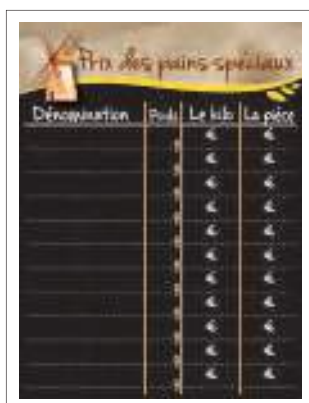 Prix des pains spéciaux
Dénomination Poids Le kilo La pièce
€ €
g
€ €
g
€ €
g
€ €
g
€ €
g
€ €
g
€ €
g
€ €
g
€ €
g
€ €
g
€ €
g